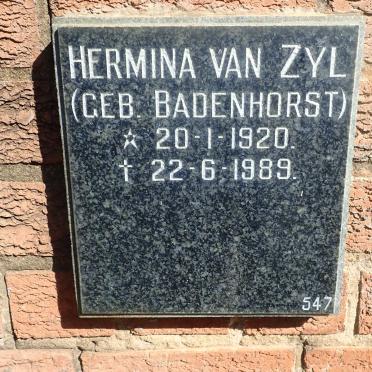 HERMINA VAN ZYL
(GEB. BADENHORST)
☆ 20-1-1920.
† 22-6-1989.
547